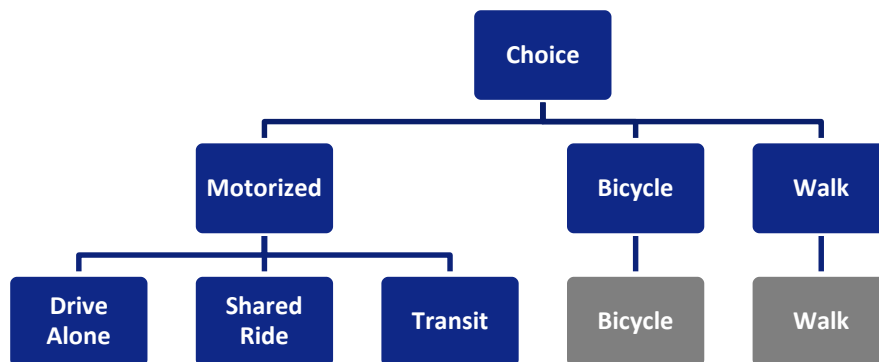 Choice
Motorized
Bicycle
Walk
Drive
Alone
Shared
Ride
Transit
Bicycle
Walk